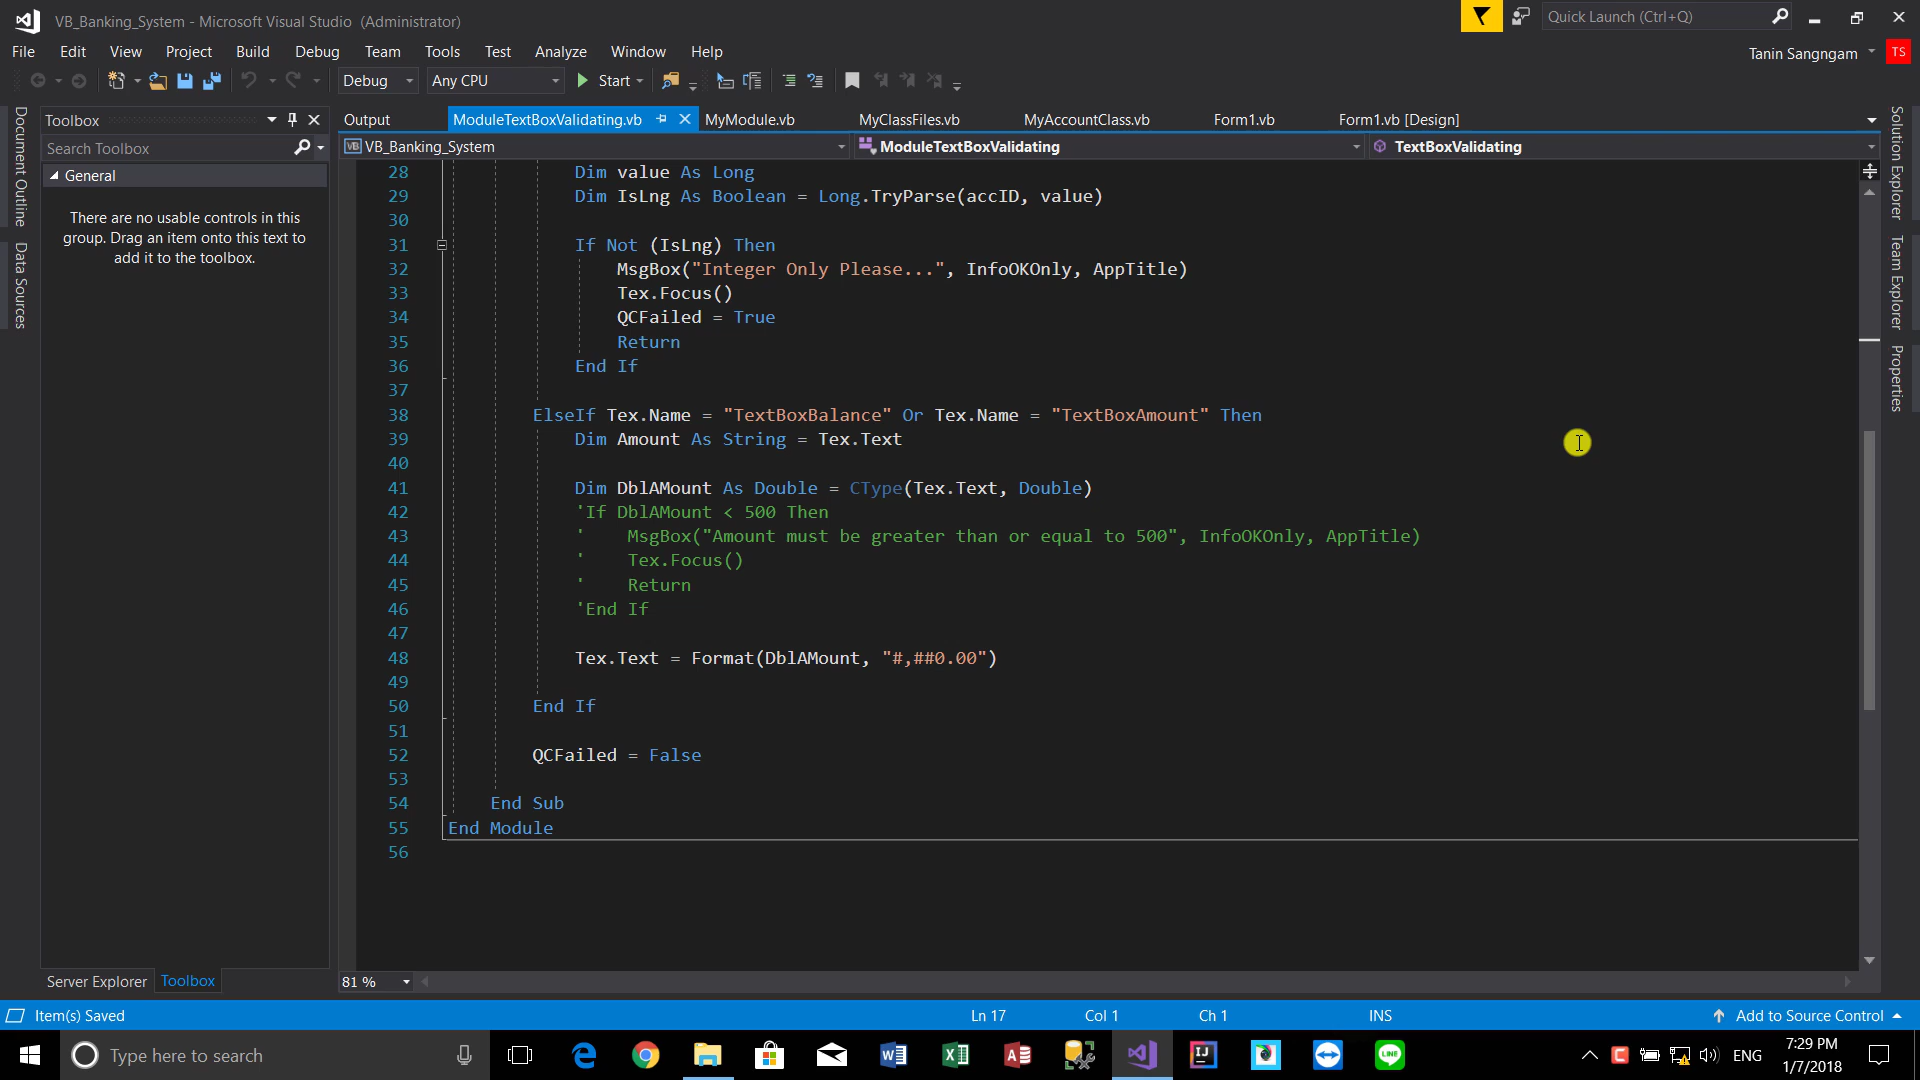 VB_Banking_System - Microsoft Visual Studio (Administrator)
Quick Launch (Ctrl+Q)
File Edit View Project Build Debug Team Tools Test Analyze Window Help
Tanin Sangngam TS
Debug Any CPU Start
Document Outline
Data Sources
Toolbox
Search Toolbox
General
There are no usable controls in this
group. Drag an item onto this text to
add it to the toolbox.
Server Explorer Toolbox
Output ModuleTextBoxValidating.vb MyModule.vb MyClassFiles.vb MyAccountClass.vb Form1.vb Form1.vb [Design]
VB VB_Banking_System ModuleTextBoxValidating TextBoxValidating
28 Dim value As Long
29 Dim IsLng As Boolean = Long.TryParse(accID, value)
30
31 If Not (IsLng) Then
32 MsgBox("Integer Only Please...", InfoOKOnly, AppTitle)
33 Tex.Focus()
34 QCFailed = True
35 Return
36 End If
37
38 ElseIf Tex.Name = "TextBoxBalance" Or Tex.Name = "TextBoxAmount" Then
39 Dim Amount As String = Tex.Text
40
41 Dim DblAMount As Double = CType(Tex.Text, Double)
42 'If DblAMount < 500 Then
43 ' MsgBox("Amount must be greater than or equal to 500", InfoOKOnly, AppTitle)
44 ' Tex.Focus()
45 ' Return
46 'End If
47
48 Tex.Text = Format(DblAMount, "#,##0.00")
49
50 End If
51
52 QCFailed = False
53
54 End Sub
55 End Module
56
81 %
Solution Explorer
Team Explorer
Properties
Item(s) Saved Ln 17 Col 1 Ch 1 INS Add to Source Control
Type here to search
ENG
7:29 PM
1/7/2018